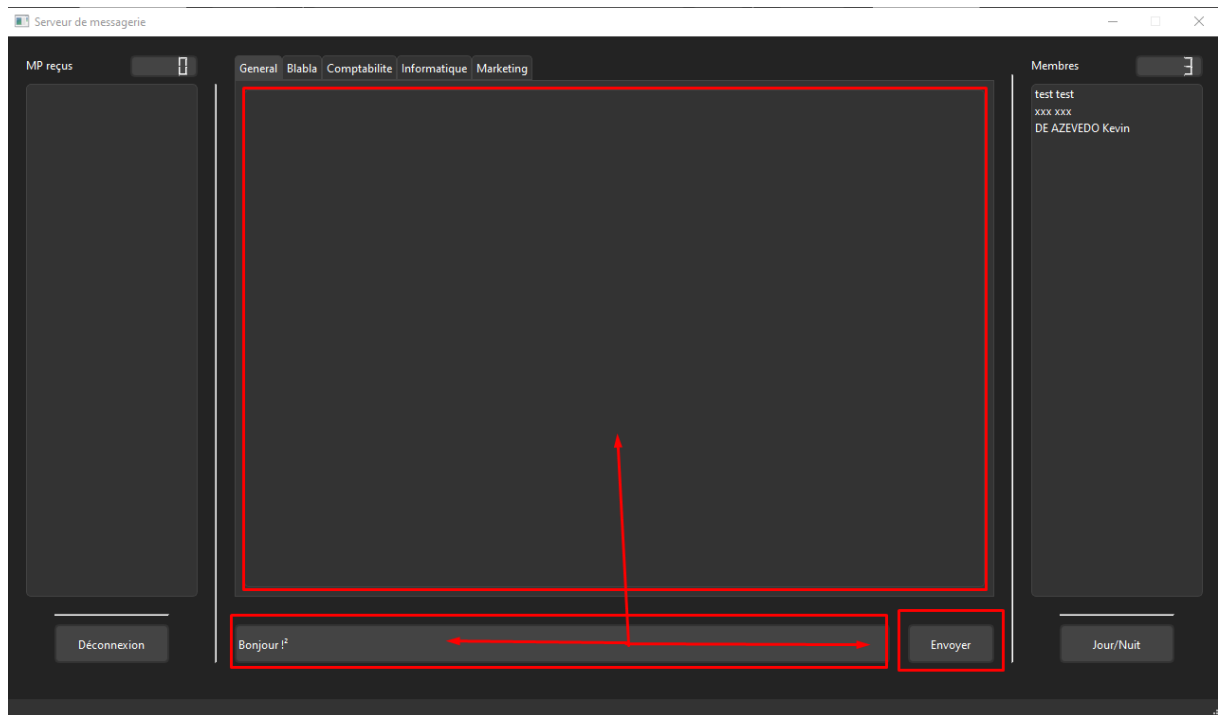 Serveur de messagerie
MP reçus 0
General Blabla Comptabilite Informatique Marketing
Membres 3
test test
xxx xxx
DE AZEVEDO Kevin
Déconnexion
Bonjour !²
Envoyer
Jour/Nuit